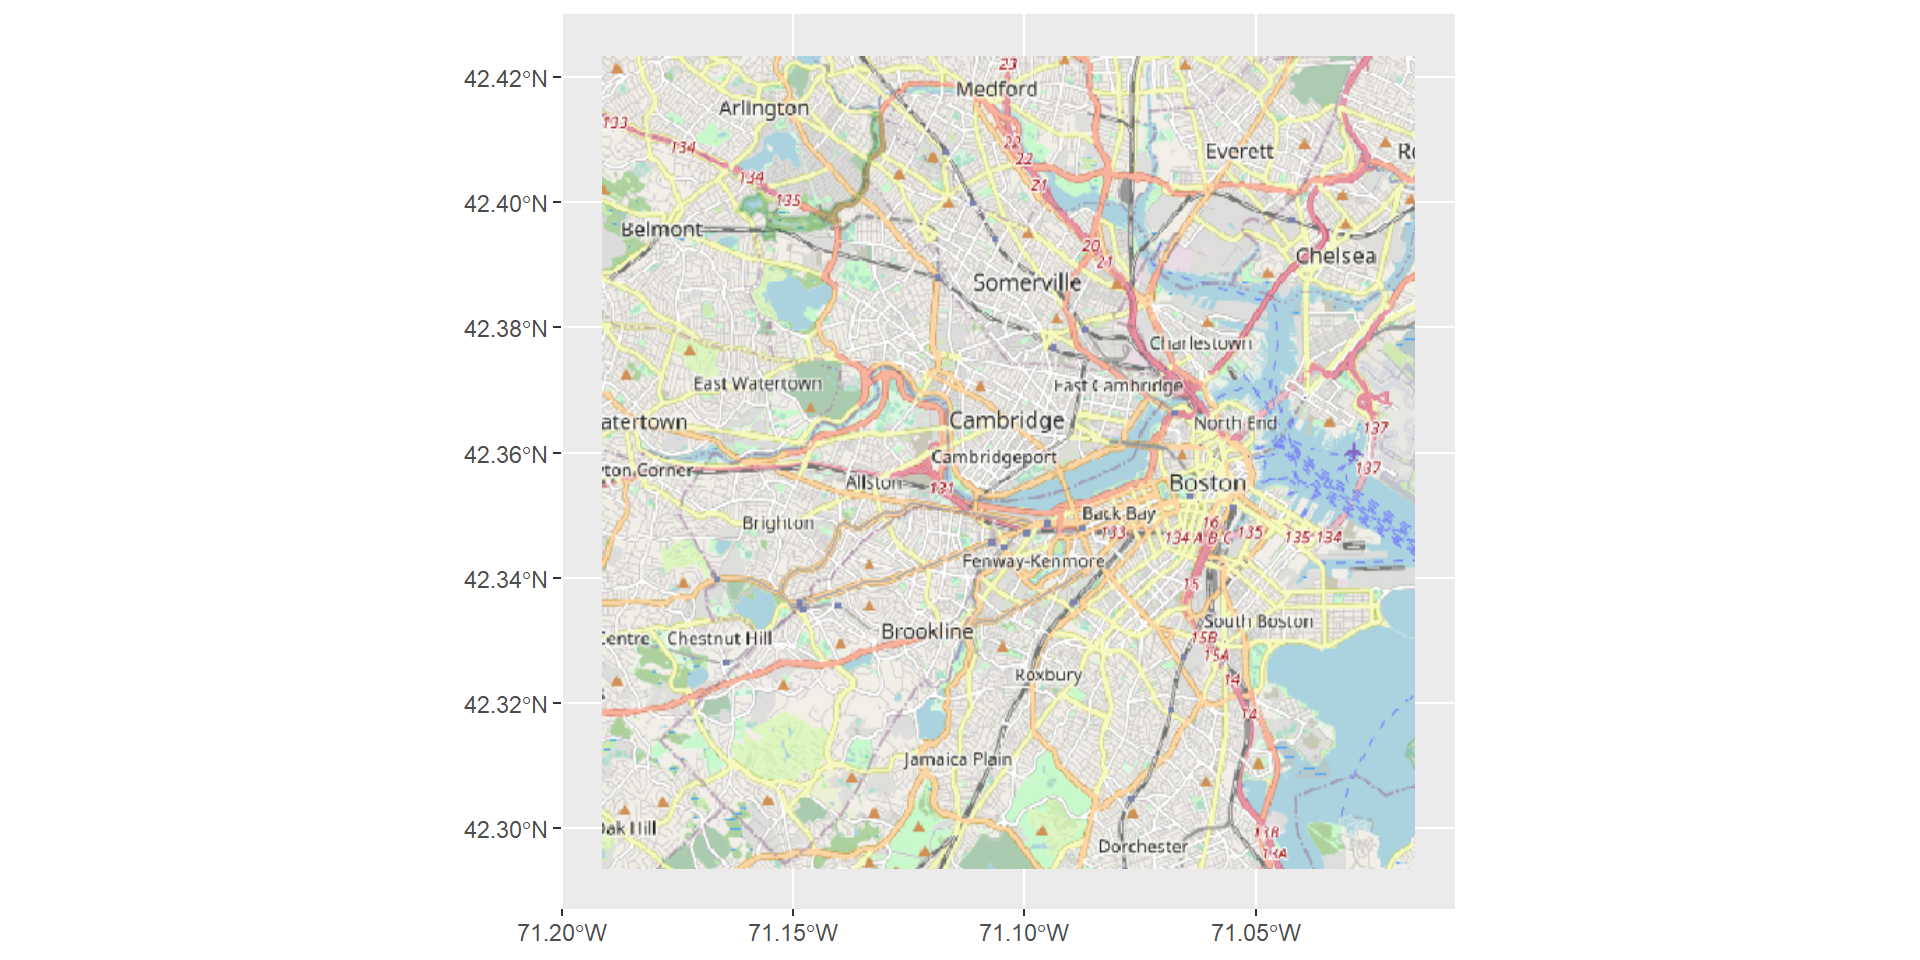 42.42°N
42.40°N
42.38°N
42.36°N
42.34°N
42.32°N
42.30°N
23
Medford
Arlington
133
134
22
22
Everett
134
21
135
Belmont
20
21
Chelsea
Somerville
Charlestown
East Watertown
East Cambridge
Cambridge
North End
atertown
137
Cambridgeport
137
yton Corner
Allston
131
Boston
Back Bay
Brighton
16
133
134 A B C
135
135
134
Fenway-Kenmore
15
South Boston
Brookline
Centre
Chestnut Hill
15B
15A
Roxbury
14
14
Jamaica Plain
Oak Hill
13B
Dorchester
13A
71.20°W
71.15°W
71.10°W
71.05°W